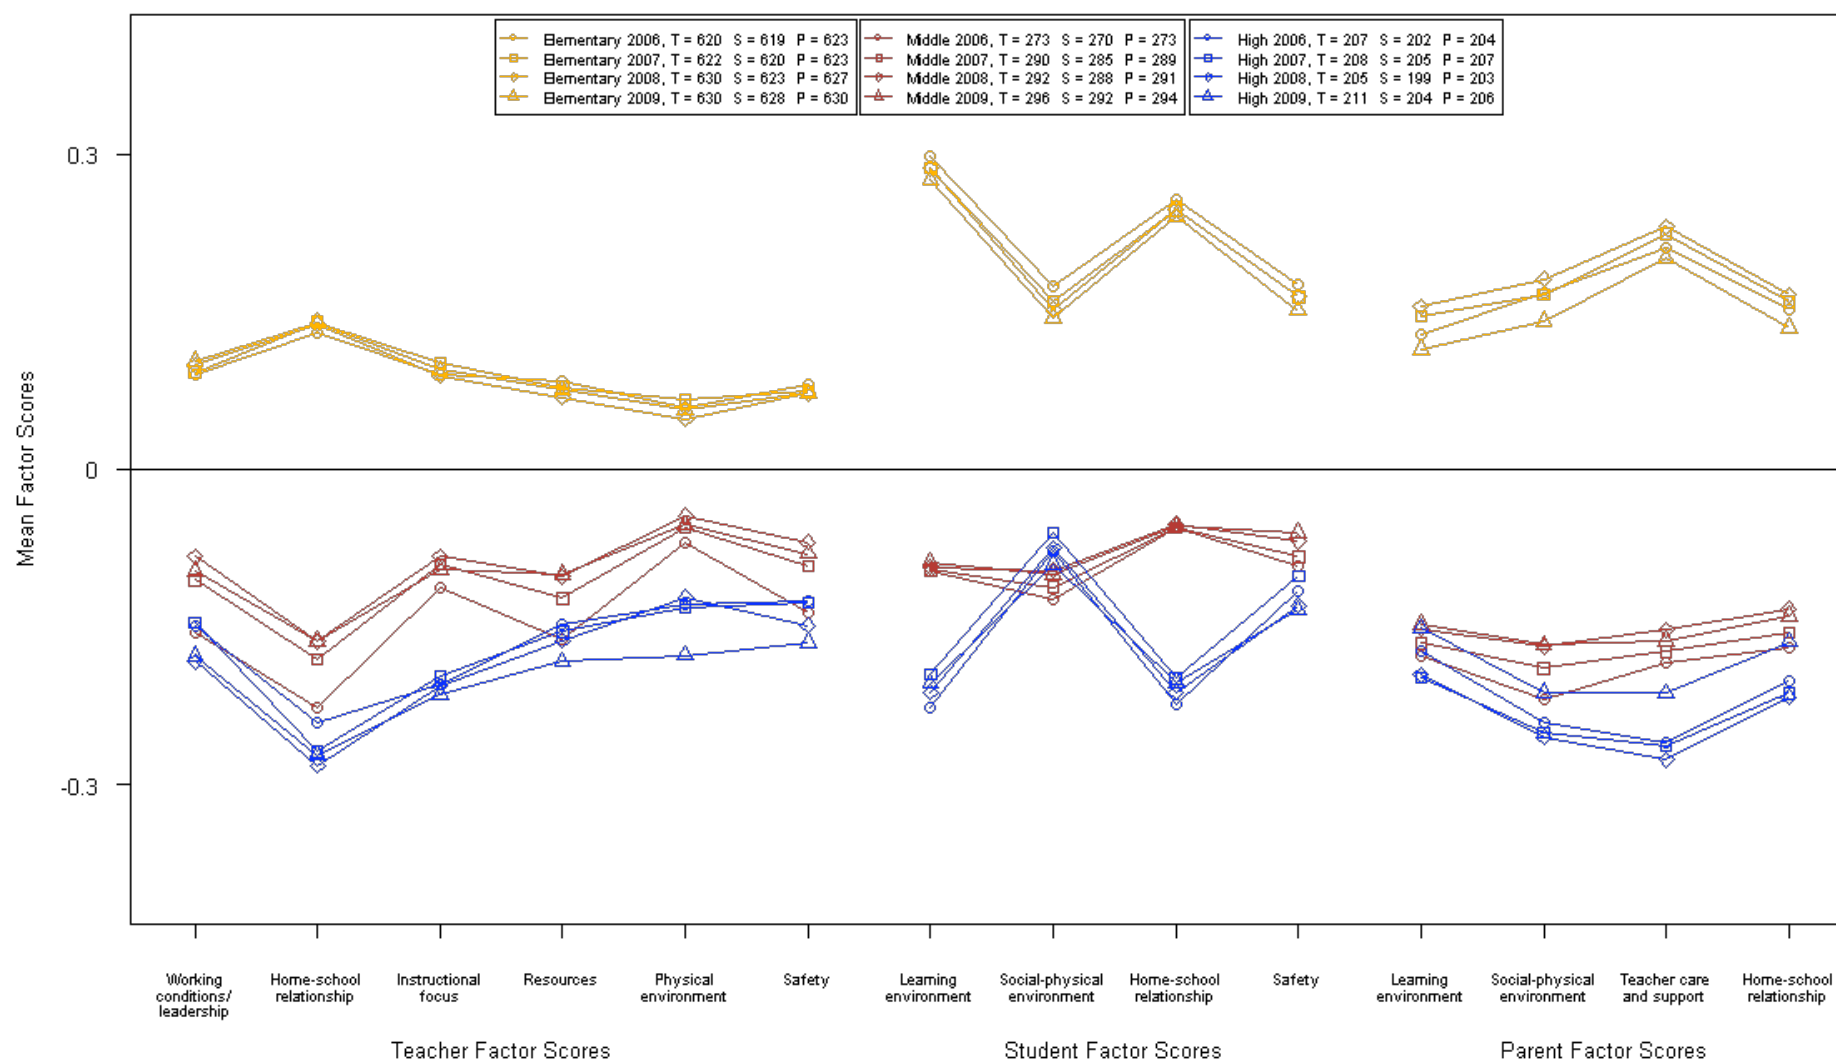 Elementary 2006, T = 620 S = 619 P = 623
Elementary 2007, T = 622 S = 620 P = 623
Elementary 2008, T = 630 S = 623 P = 627
Elementary 2009, T = 630 S = 628 P = 630
Middle 2006, T = 273 S = 270 P = 273
Middle 2007, T = 290 S = 285 P = 289
Middle 2008, T = 292 S = 288 P = 291
Middle 2009, T = 296 S = 292 P = 294
High 2006, T = 207 S = 202 P = 204
High 2007, T = 208 S = 205 P = 207
High 2008, T = 205 S = 199 P = 203
High 2009, T = 211 S = 204 P = 206
Mean Factor Scores
0.3
0
-0.3
Working
conditions/
leadership
Home-school
relationship
Instructional
focus
Resources
Physical
environment
Safety
Learning
environment
Social-physical
environment
Home-school
relationship
Safety
Learning
environment
Social-physical
environment
Teacher care
and support
Home-school
relationship
Teacher Factor Scores
Student Factor Scores
Parent Factor Scores